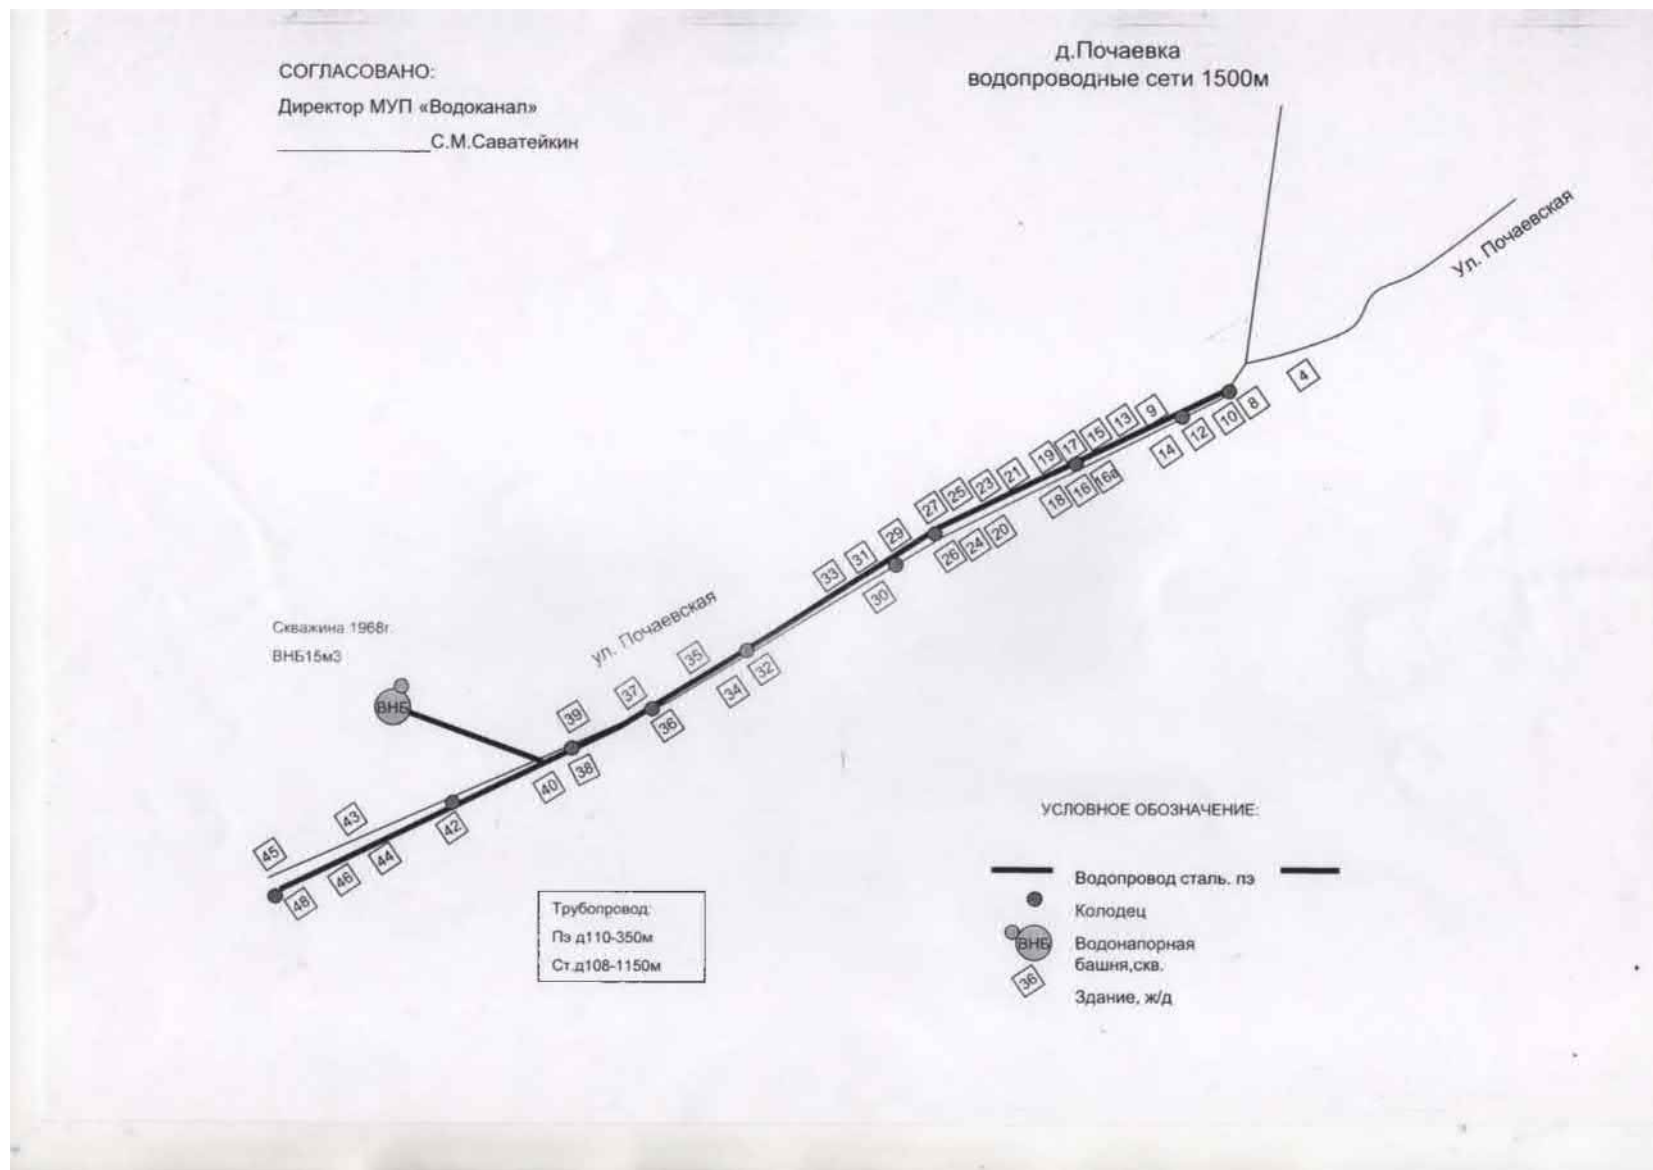 СОГЛАСОВАНО:
Директор МУП «Водоканал»
С.М.Саватейкин
д.Почаевка
водопроводные сети 1500м
Ул. Почаевская
4
8
10
12
14
9
13
15
17
19
16а
16
18
21
23
25
27
20
24
26
29
31
33
30
ул. Почаевская
35
32
34
37
36
39
38
40
Скважина 1968г.
ВНБ15м3
ВНБ
42
43
44
45
46
48
Трубопровод:
Пэ д110-350м
Ст.д108-1150м
УСЛОВНОЕ ОБОЗНАЧЕНИЕ:
Водопровод сталь. пэ
Колодец
ВНБ
Водонапорная
башня,скв.
36
Здание, ж/д